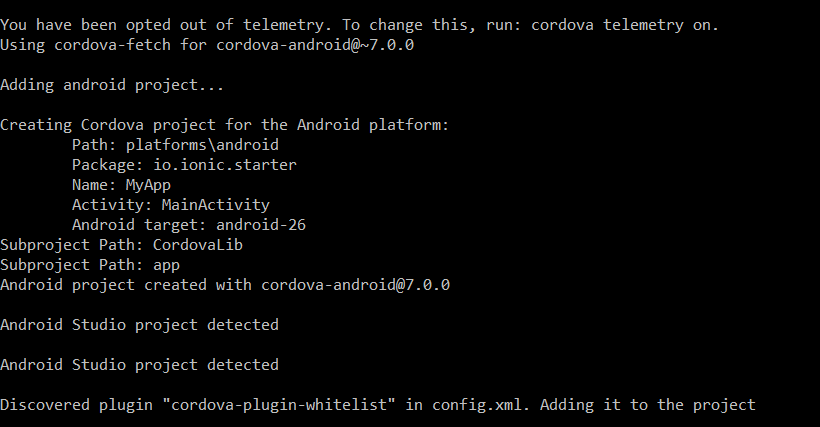 You have been opted out of telemetry. To change this, run: cordova telemetry on.
Using cordova-fetch for cordova-android@~7.0.0
Adding android project...
Creating Cordova project for the Android platform:
Path: platforms\android
Package: io.ionic.starter
Name: MyApp
Activity: MainActivity
Android target: android-26
Subproject Path: CordovaLib
Subproject Path: app
Android project created with cordova-android@7.0.0
Android Studio project detected
Android Studio project detected
Discovered plugin "cordova-plugin-whitelist" in config.xml. Adding it to the project